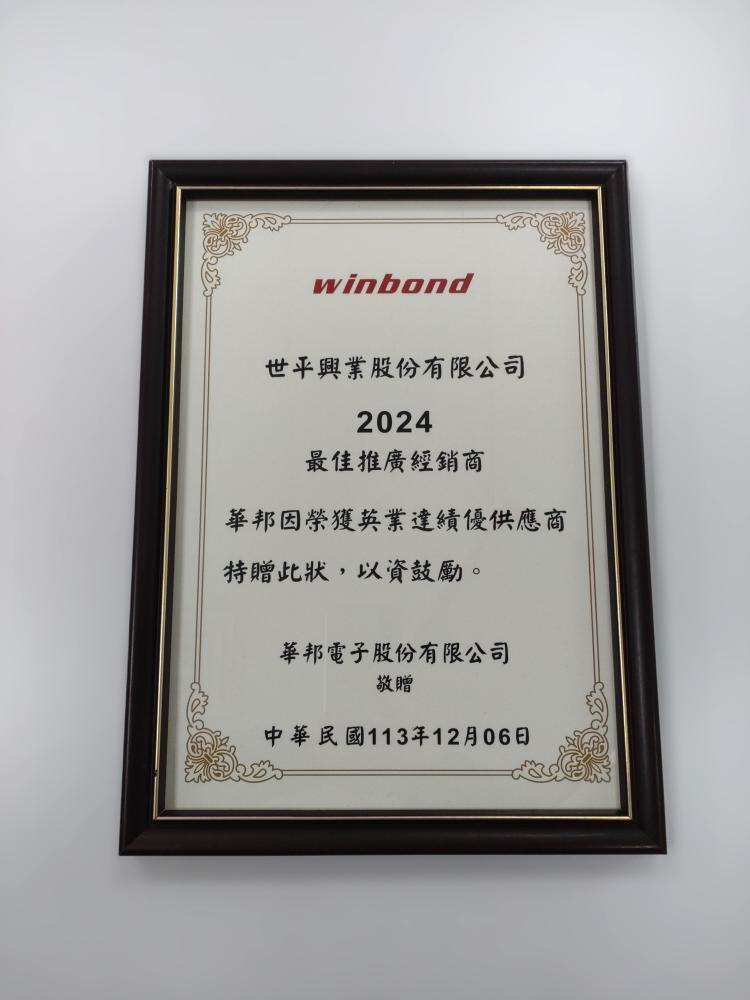 winbond
世平興業股份有限公司
2024
最佳推廣經銷商
華邦因榮獲英業達績優供應商
特贈此狀，以資鼓勵。
華邦電子股份有限公司
敬贈
中華民國113年12月06日